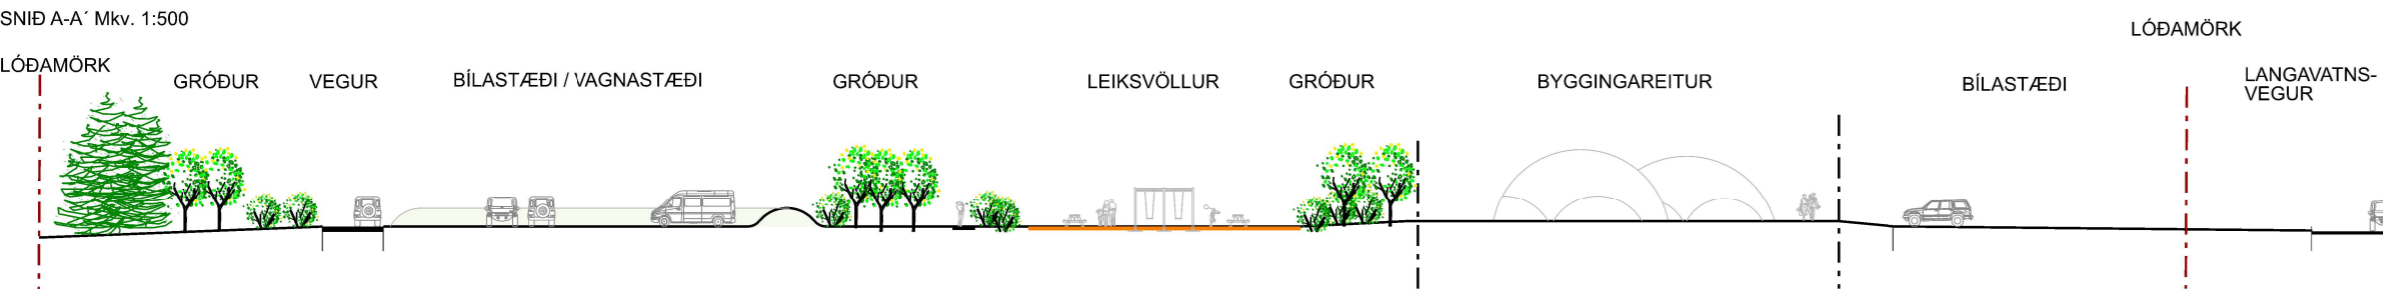 SNIÐ A-A´ Mkv. 1:500
LÓÐAMÖRK
GRÓÐUR
VEGUR
BÍLASTÆÐI / VAGNASTÆÐI
GRÓÐUR
LEIKSVÖLLUR
GRÓÐUR
BYGGINGAREITUR
BÍLASTÆÐI
LÓÐAMÖRK
LANGAVATNS-
VEGUR